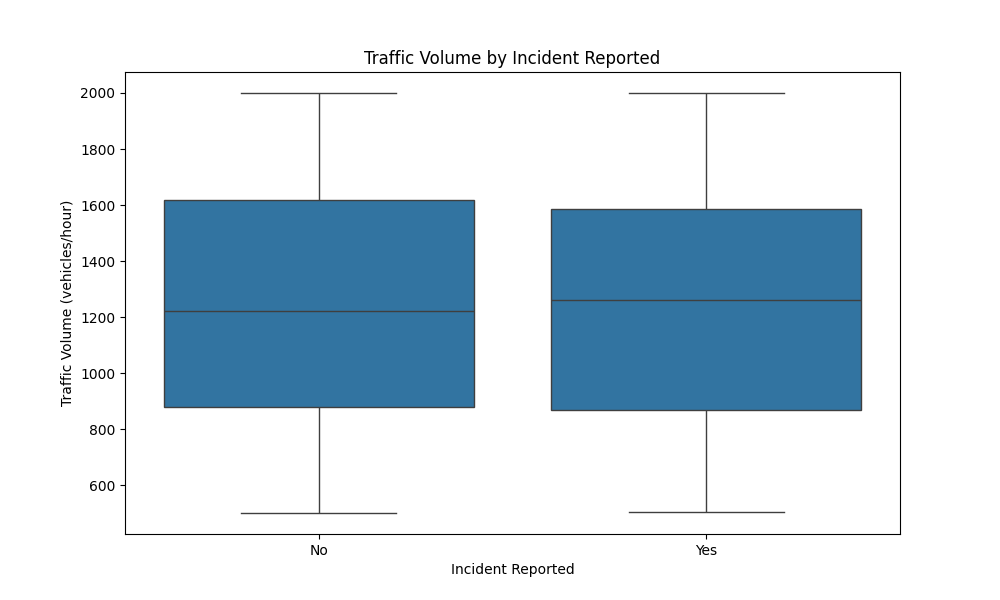 Traffic Volume by Incident Reported
Traffic Volume (vehicles/hour)
2000
1800
1600
1400
1200
1000
800
600
No
Yes
Incident Reported